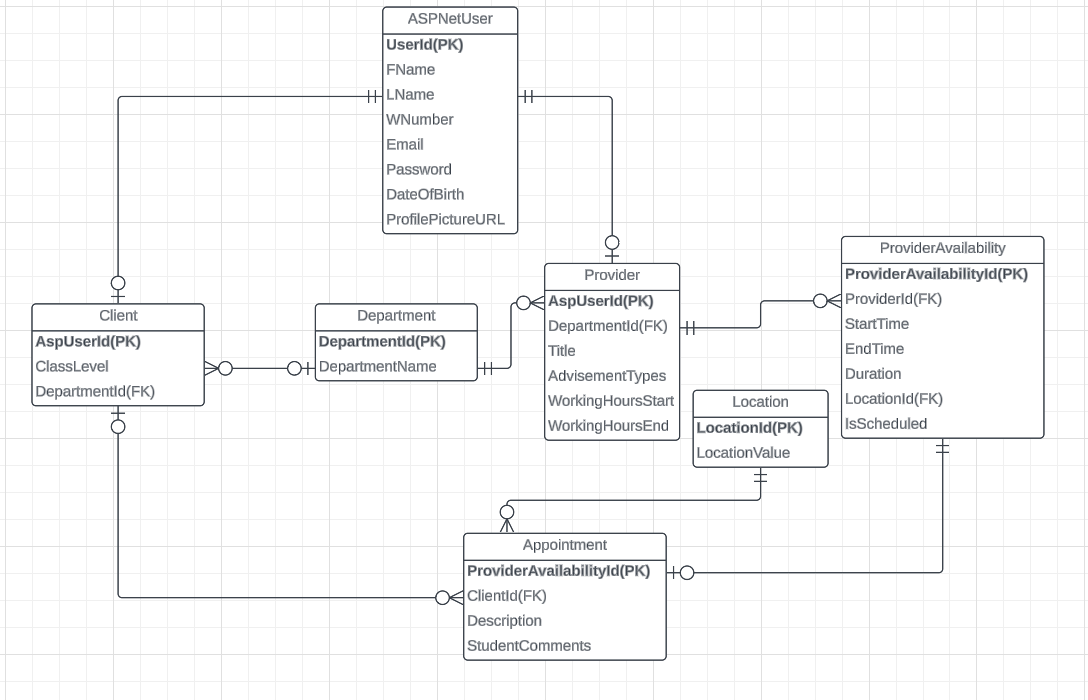 ASPNetUser
UserId(PK)
FName
LName
WNumber
Email
Password
DateOfBirth
ProfilePictureURL
Client
AspUserId(PK)
ClassLevel
DepartmentId(FK)
Department
DepartmentId(PK)
DepartmentName
Provider
AspUserId(PK)
DepartmentId(FK)
Title
AdvisementTypes
WorkingHoursStart
WorkingHoursEnd
ProviderAvailability
ProviderAvailabilityId(PK)
ProviderId(FK)
StartTime
EndTime
Duration
LocationId(FK)
IsScheduled
Location
LocationId(PK)
LocationValue
Appointment
ProviderAvailabilityId(PK)
ClientId(FK)
Description
StudentComments